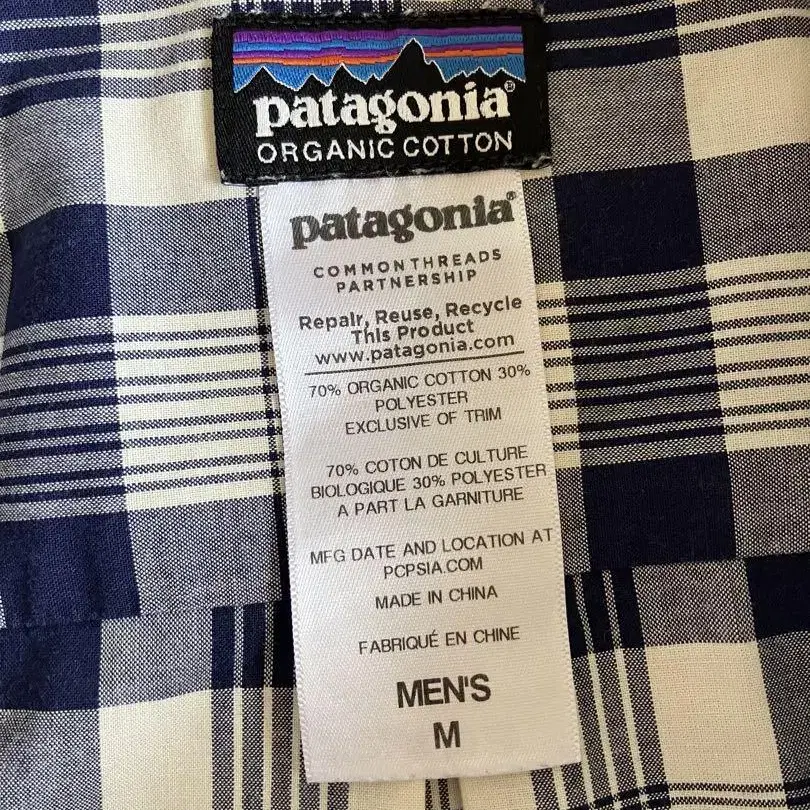 patagonia®
ORGANIC COTTON
patagonia®
COMMONTHREADS
PARTNERSHIP
Repair, Reuse, Recycle
This Product
www.patagonia.com
70% ORGANIC COTTON 30%
POLYESTER
EXCLUSIVE OF TRIM
70% COTON DE CULTURE
BIOLOGIQUE 30% POLYESTER
A PART LA GARNITURE
MFG DATE AND LOCATION AT
PCPSIA.COM
MADE IN CHINA
FABRIQUÉ EN CHINE
MEN'S
M